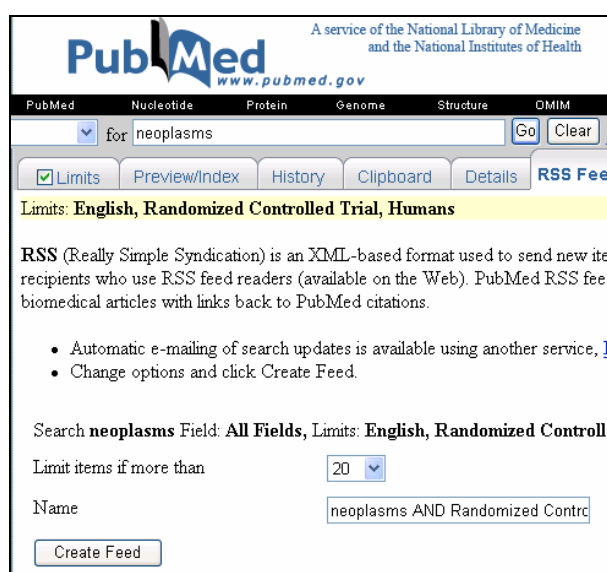 A service of the National Library of Medicine
and the National Institutes of Health
PubMed
www.pubmed.gov
PubMed Nucleotide Protein Genome Structure OMIM
for neoplasms Go Clear
Limits Preview/Index History Clipboard Details RSS Fee
Limits: English, Randomized Controlled Trial, Humans
RSS (Really Simple Syndication) is an XML-based format used to send new ite
recipients who use RSS feed readers (available on the Web). PubMed RSS fee
biomedical articles with links back to PubMed citations.
• Automatic e-mailing of search updates is available using another service,
• Change options and click Create Feed.
Search neoplasms Field: All Fields, Limits: English, Randomized Controll
Limit items if more than 20
Name neoplasms AND Randomized Contrc
Create Feed